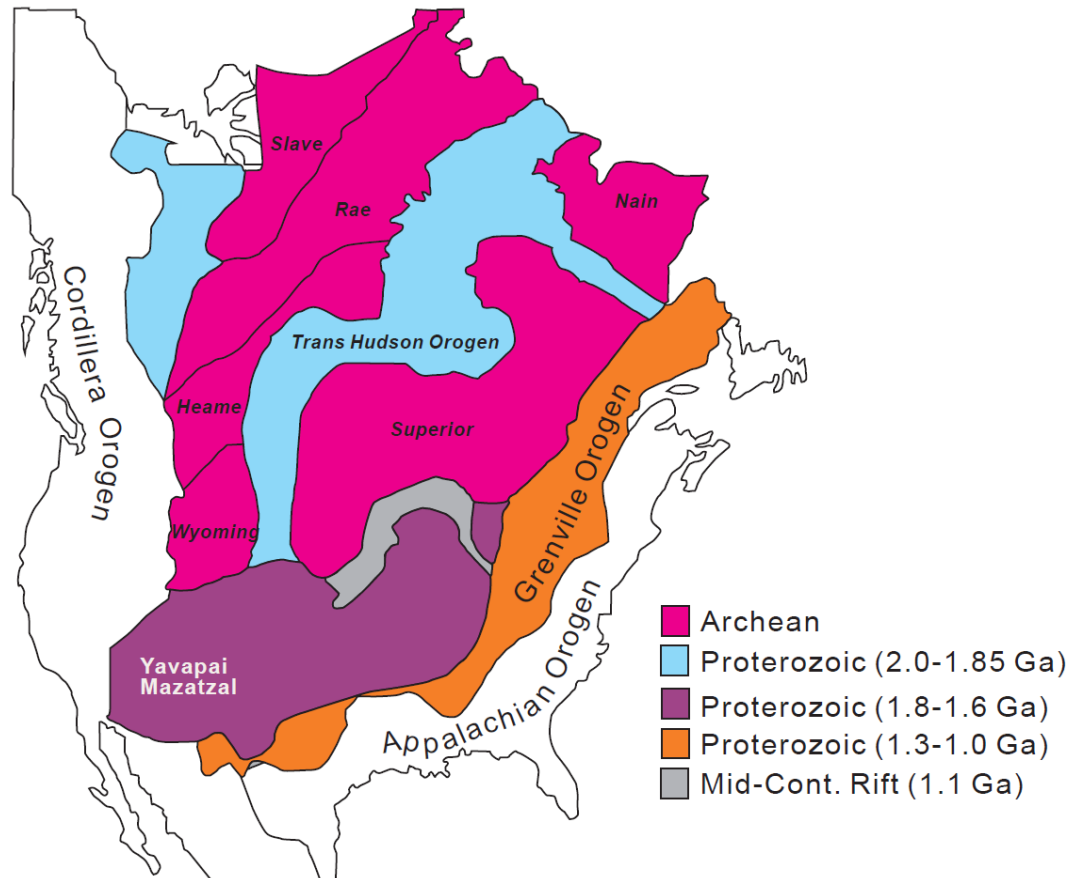 Slave
Rae
Nain
Cordillera Orogen
Trans Hudson Orogen
Heame
Superior
Wyoming
Grenville Orogen
Yavapai
Mazatzal
Appalachian Orogen
Archean
Proterozoic (2.0-1.85 Ga)
Proterozoic (1.8-1.6 Ga)
Proterozoic (1.3-1.0 Ga)
Mid-Cont. Rift (1.1 Ga)